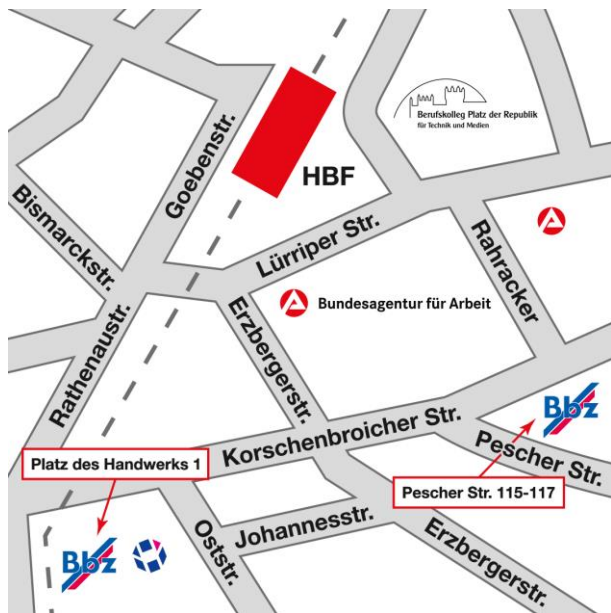 Berufskolleg Platz der Republik
für Technik und Medien
Goebenstr.
HBF
Bismarckstr.
Lürriper Str.
Rahracker
Bundesagentur für Arbeit
Rathenaustr.
Erzbergerstr.
Bbz
Korschenbroicher Str.
Pescher Str.
Platz des Handwerks 1
Pescher Str. 115-117
Johannesstr.
Oststr.
Erzbergerstr.
Bbz